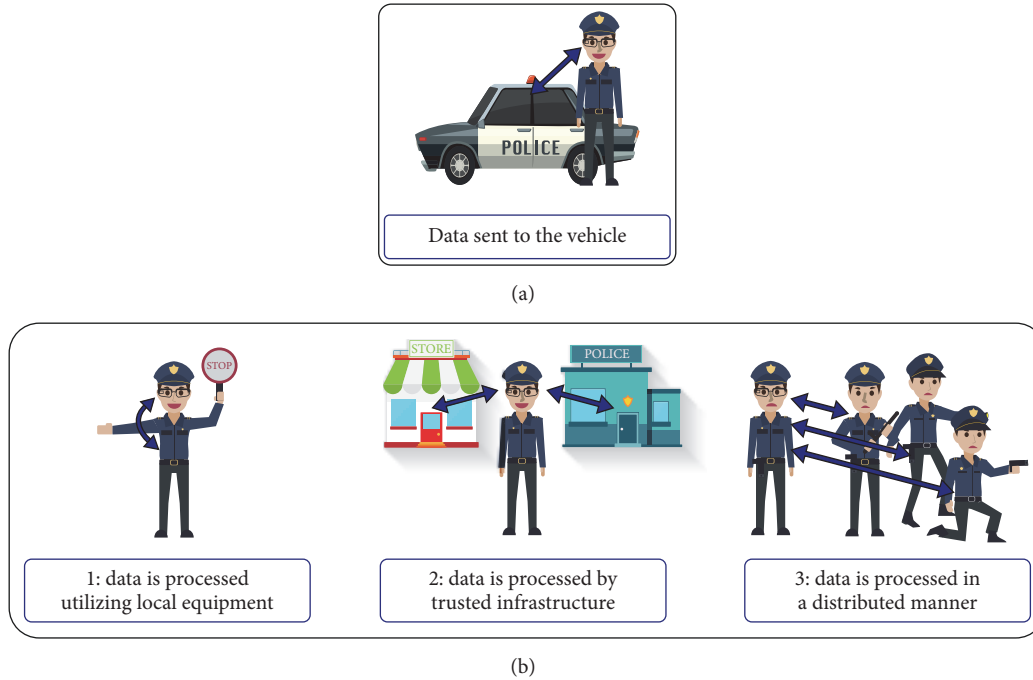 POLICE
Data sent to the vehicle
(a)
STOP
STORE
POLICE
1: data is processed
utilizing local equipment
2: data is processed by
trusted infrastructure
3: data is processed in
a distributed manner
(b)